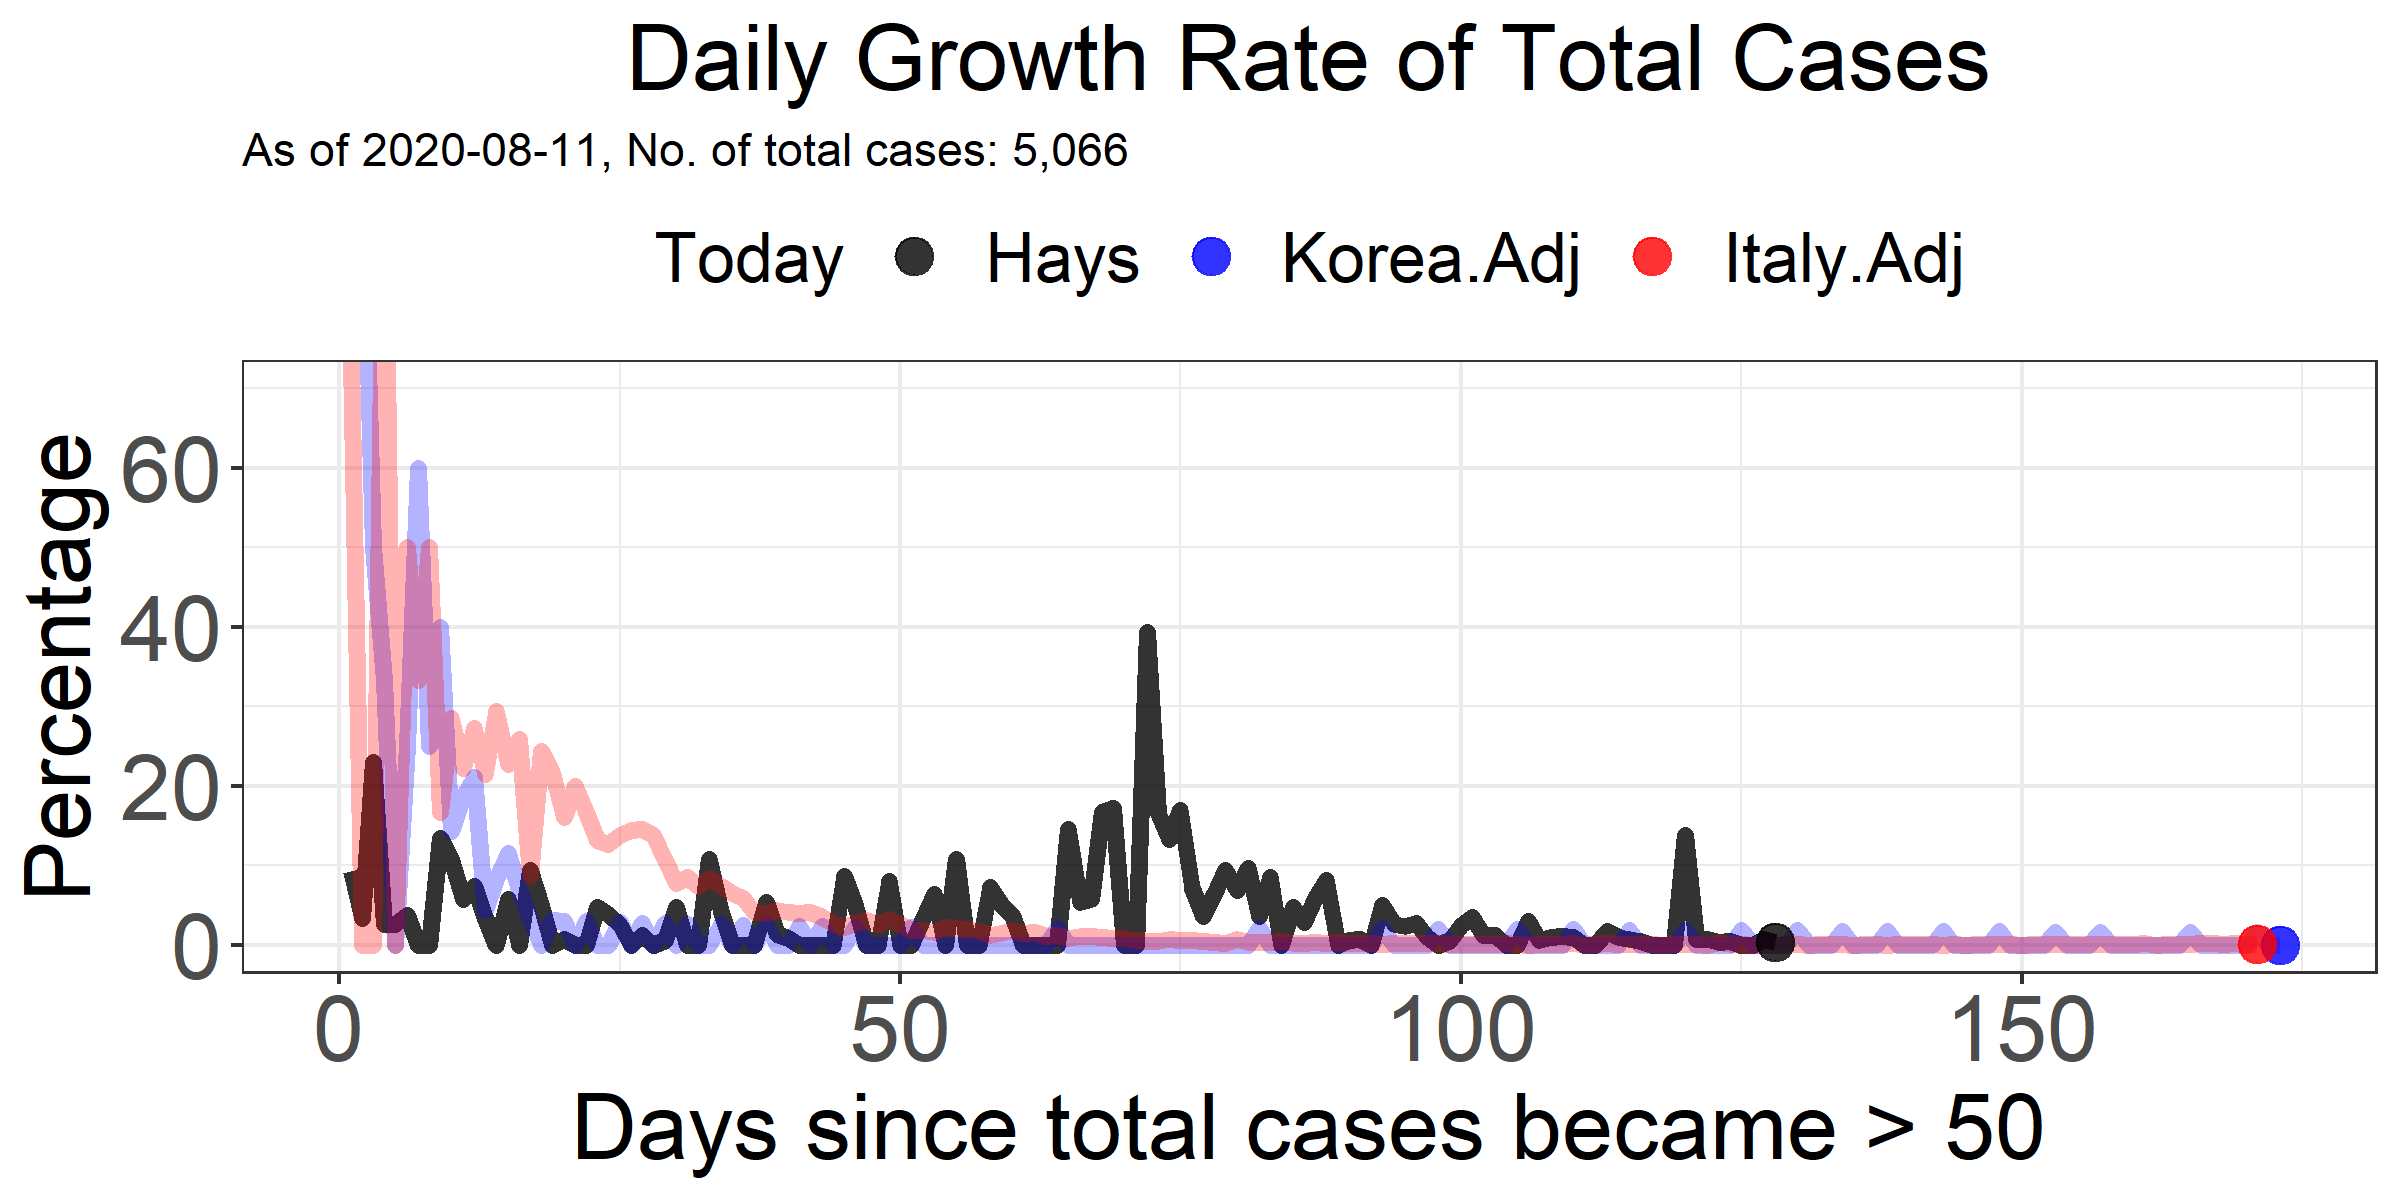 Daily Growth Rate of Total Cases
As of 2020-08-11, No. of total cases: 5,066
Today Hays Korea.Adj Italy.Adj
Percentage
60
40
20
0
0 50 100 150
Days since total cases became > 50